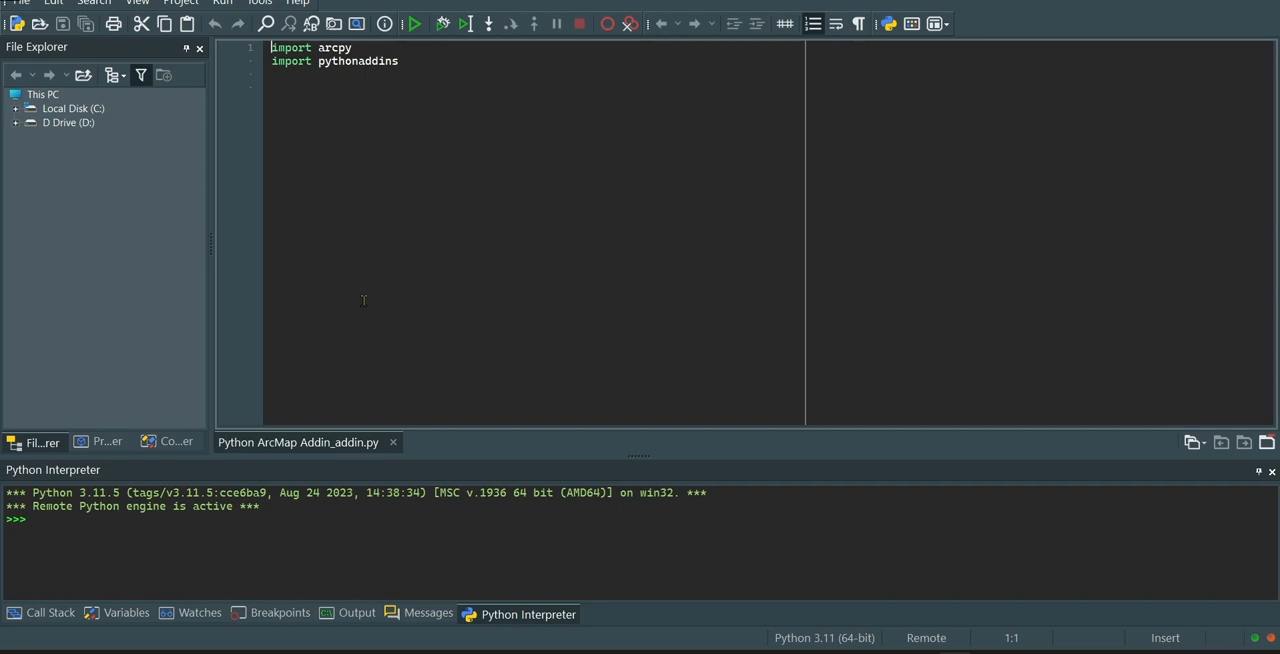 File Edit Search View Project Run Tools Help
File Explorer
This PC
Local Disk (C:)
D Drive (D:)
1 import arcpy
import pythonaddins
Fil...rer Pr...er Co...er
Python ArcMap Addin_addin.py
Python Interpreter
*** Python 3.11.5 (tags/v3.11.5:cce6ba9, Aug 24 2023, 14:38:34) [MSC v.1936 64 bit (AMD64)] on win32. ***
*** Remote Python engine is active ***
>>>
Call Stack Variables Watches Breakpoints Output Messages Python Interpreter
Python 3.11 (64-bit) Remote 1:1 Insert